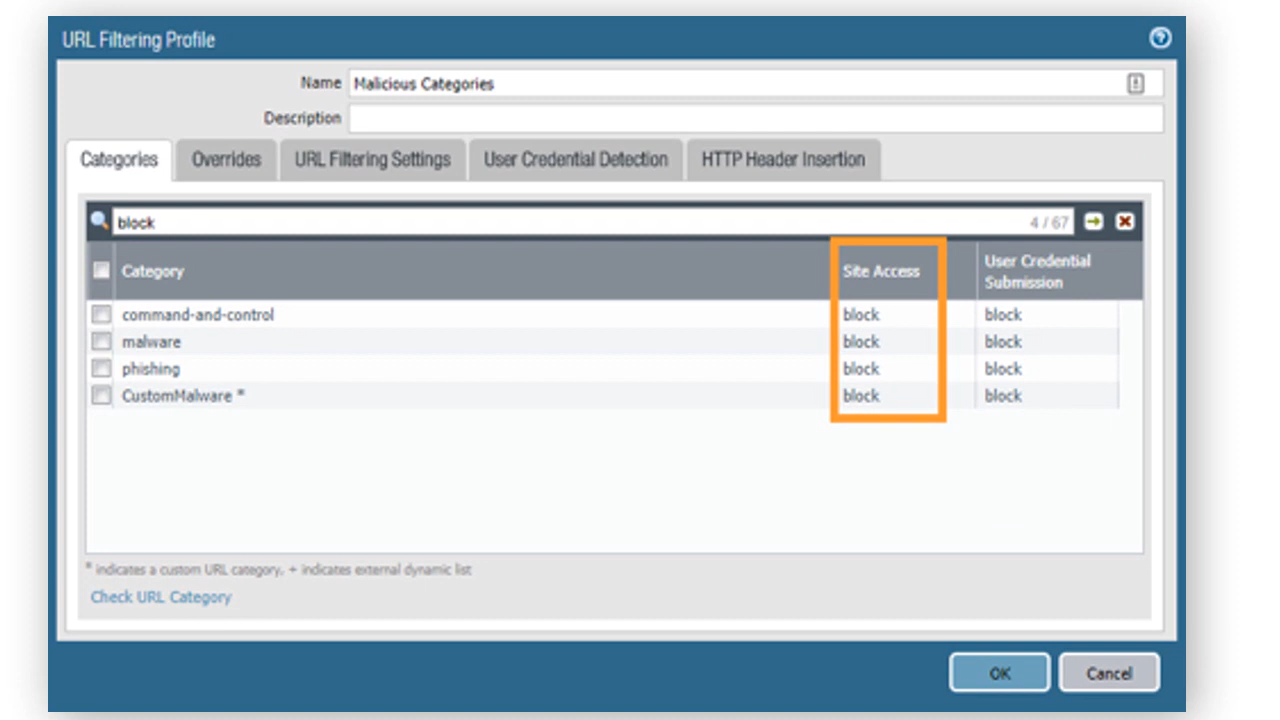 URL Filtering Profile
Name Malicious Categories
Description
Categories Overrides URL Filtering Settings User Credential Detection HTTP Header Insertion
block 4 / 67
Category Site Access User Credential Submission
command-and-control block block
malware block block
phishing block block
CustomMalware * block block
* indicates a custom URL category, + indicates external dynamic list
Check URL Category
OK Cancel